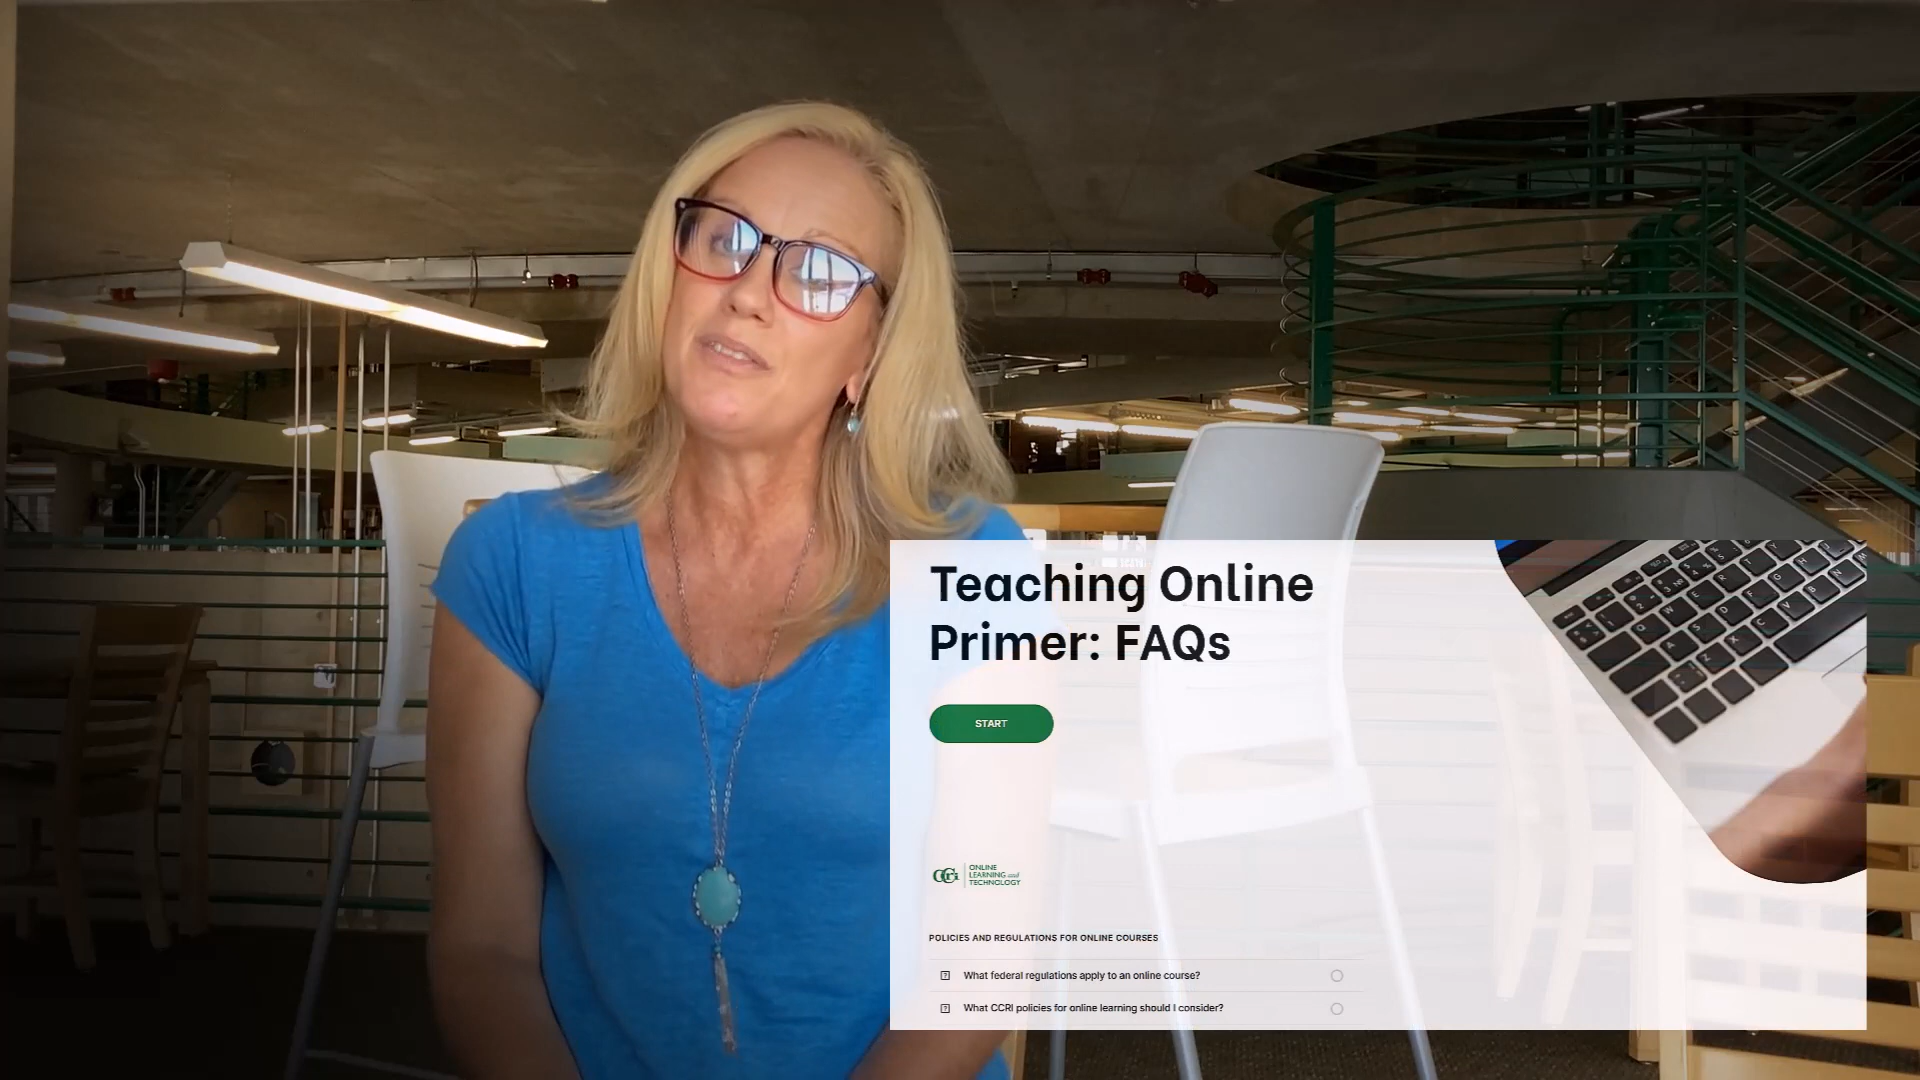 Teaching Online
Primer: FAQs
START
CCRI
ONLINE
LEARNING and
TECHNOLOGY
POLICIES AND REGULATIONS FOR ONLINE COURSES
What federal regulations apply to an online course?
What CCRI policies for online learning should I consider?